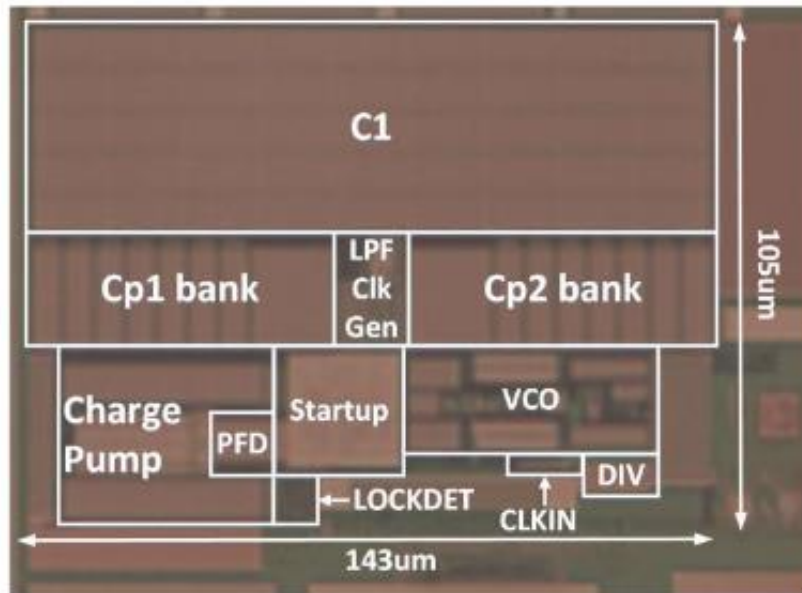 C1
Cp1 bank
LPF
Clk
Gen
Cp2 bank
105um
Charge
Pump
PFD
Startup
VCO
DIV
LOCKDET
CLKIN
143um